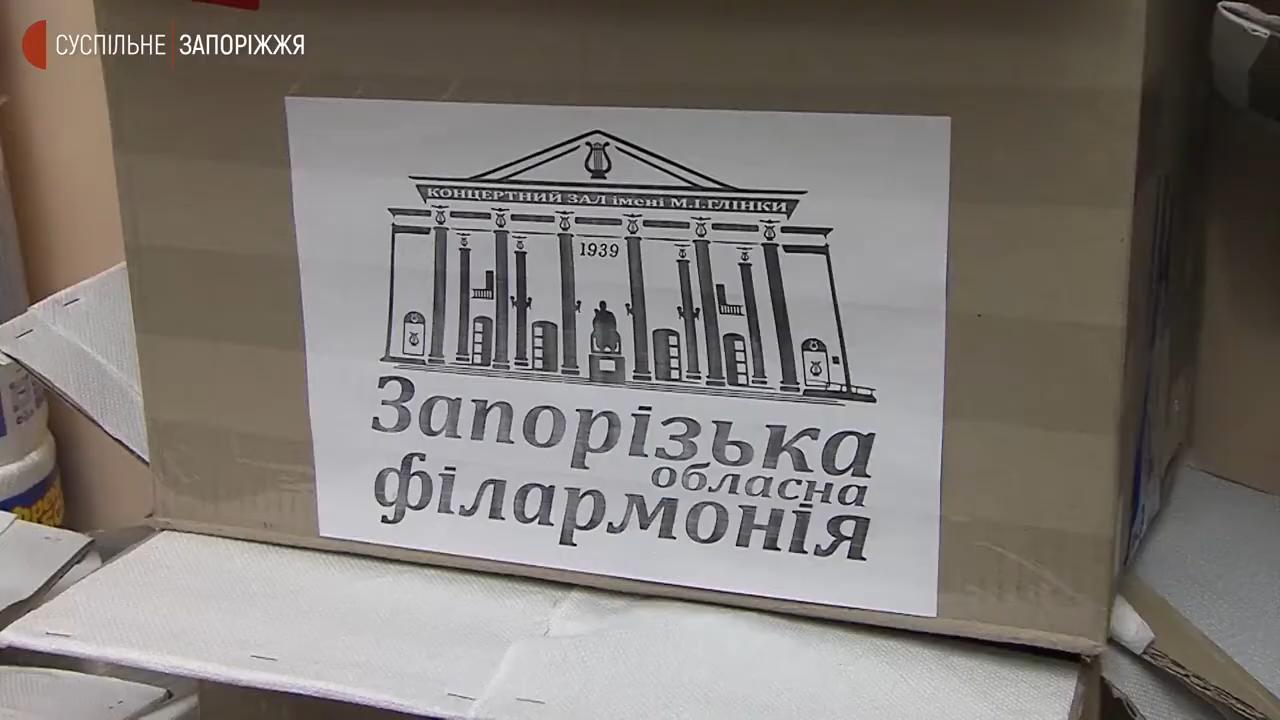 СУСПІЛЬНЕ ЗАПОРІЖЖЯ
КОНЦЕРТНИЙ ЗАЛ імені М.І.ГЛІНКИ
1939
Запорізька
обласна
філармонія